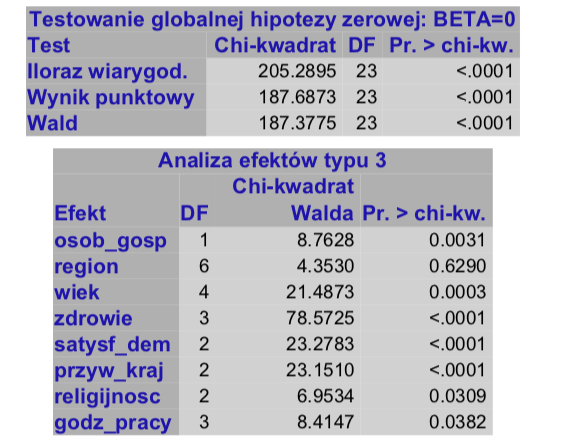 Testowanie globalnej hipotezy zerowej: BETA=0
Test Chi-kwadrat DF Pr. > chi-kw.
Iloraz wiarygod. 205.2895 23 <.0001
Wynik punktowy 187.6873 23 <.0001
Wald 187.3775 23 <.0001
Analiza efektów typu 3
Chi-kwadrat
Efekt DF Walda Pr. > chi-kw.
osob_gosp 1 8.7628 0.0031
region 6 4.3530 0.6290
wiek 4 21.4873 0.0003
zdrowie 3 78.5725 <.0001
satysf_dem 2 23.2783 <.0001
przyw_kraj 2 23.1510 <.0001
religijnosc 2 6.9534 0.0309
godz_pracy 3 8.4147 0.0382